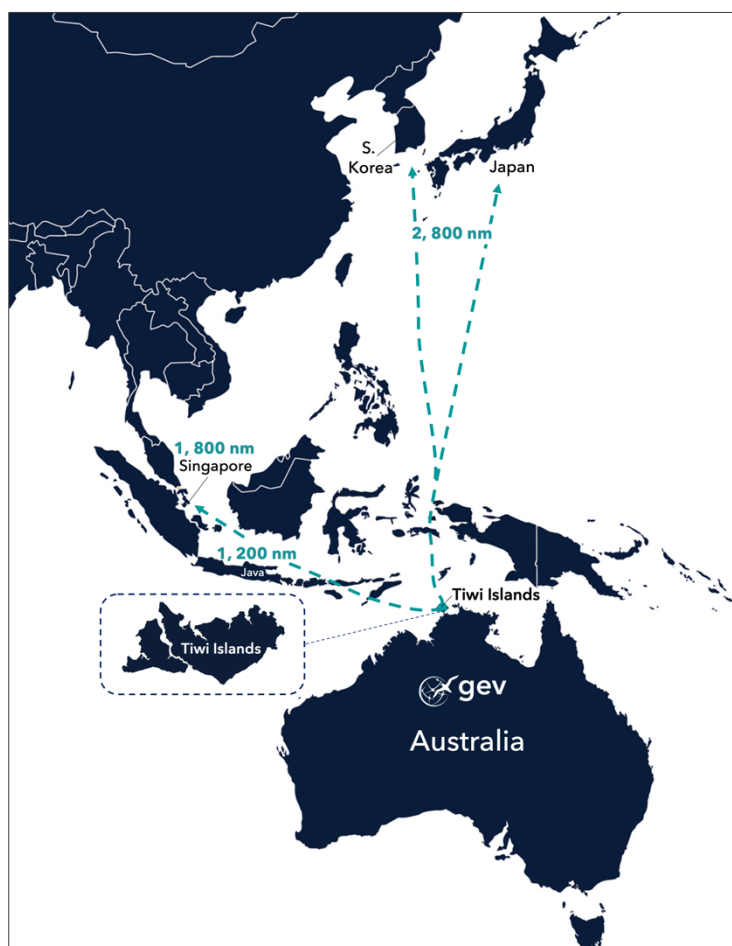 S.
Korea
Japan
2, 800 nm
1, 800 nm
Singapore
1, 200 nm
Java
Tiwi Islands
Tiwi Islands
gev
Australia